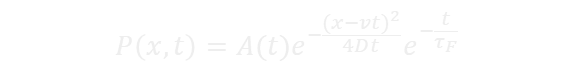 P(x,t) = A(t)e^{-\frac{(x-vt)^2}{4Dt}} e^{-\frac{t}{\tau_F}}